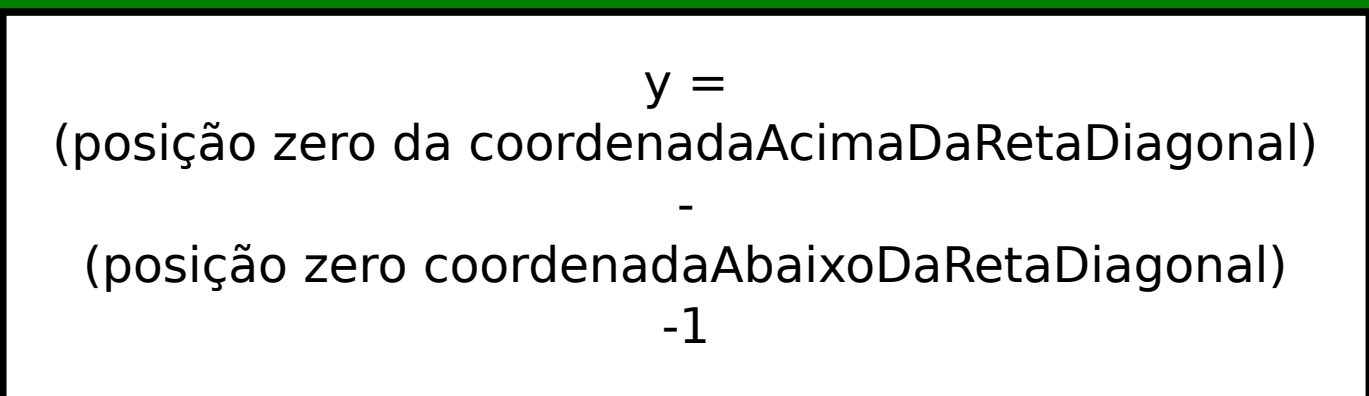 y =
(posição zero da coordenadaAcimaDaRetaDiagonal)
-
(posição zero coordenadaAbaixoDaRetaDiagonal)
-1